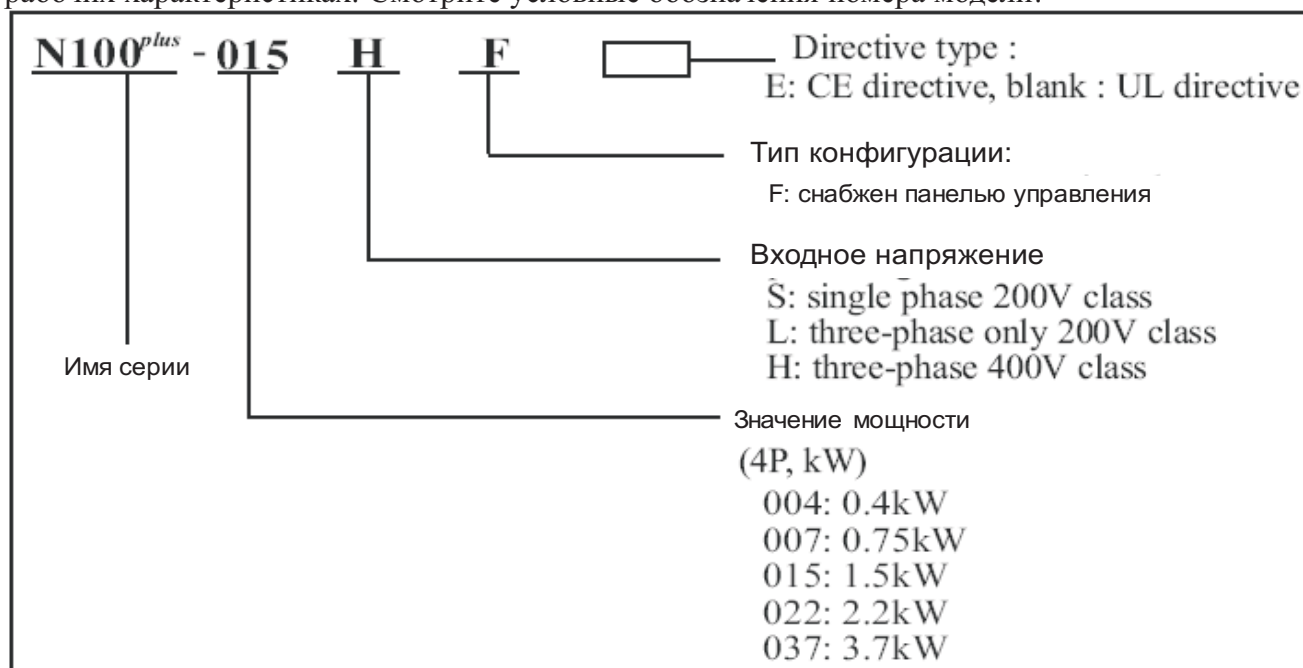 рабочих характеристиках. Смотрите условные обозначения номера модели.
N100plus - 015 H F
Directive type :
E: CE directive, blank : UL directive
Тип конфигурации:
F: снабжен панелью управления
Входное напряжение
S: single phase 200V class
L: three-phase only 200V class
H: three-phase 400V class
Имя серии
Значение мощности
(4P, kW)
004: 0.4kW
007: 0.75kW
015: 1.5kW
022: 2.2kW
037: 3.7kW